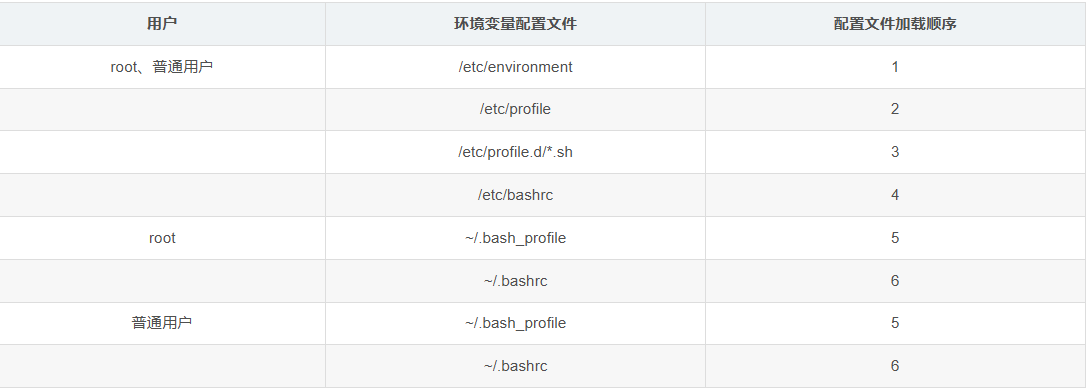 用户 环境变量配置文件 配置文件加载顺序
root、普通用户 /etc/environment 1
/etc/profile 2
/etc/profile.d/*.sh 3
/etc/bashrc 4
root ~/.bash_profile 5
~/.bashrc 6
普通用户 ~/.bash_profile 5
~/.bashrc 6